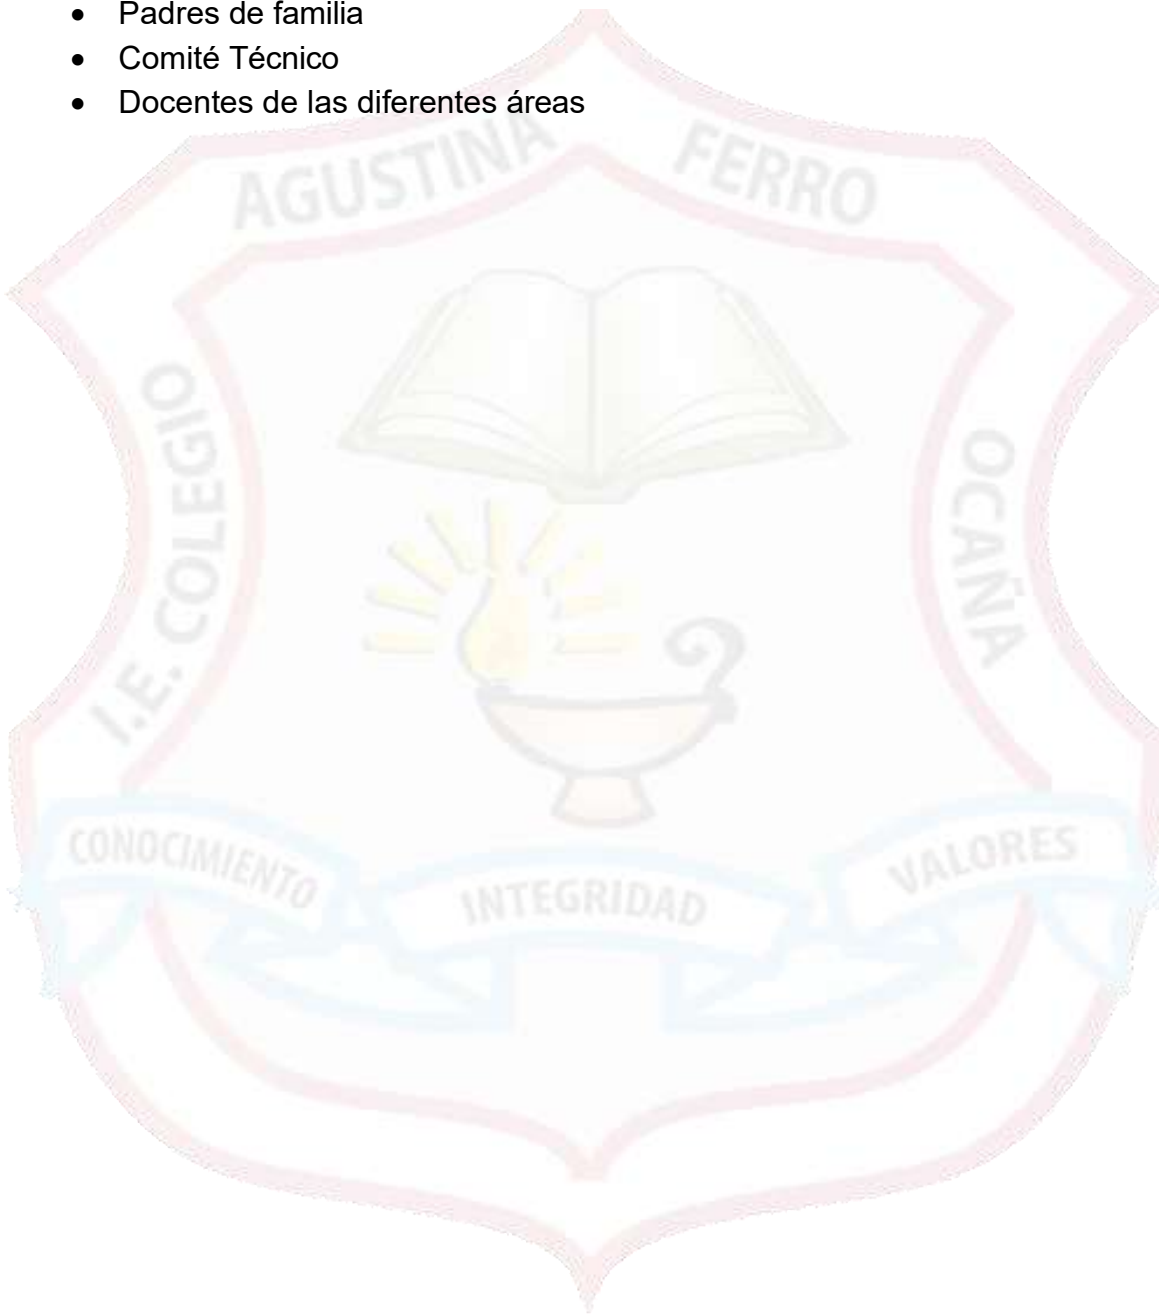 • Padres de familia
• Comité Técnico
• Docentes de las diferentes áreas
AGUSTINA FERRO
I.E. COLEGIO
OCAÑA
CONOCIMIENTO
INTEGRIDAD
VALORES